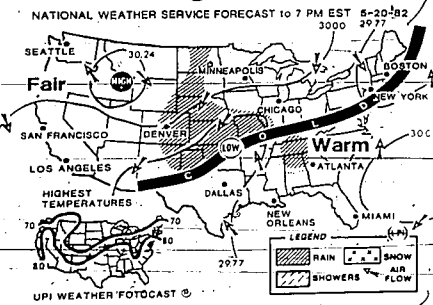 NATIONAL WEATHER SERVICE FORECAST to 7 PM EST 5-20-82
3000
29.77
SEATTLE
30.24
BOSTON
MINNEAPOLIS
Fair
HIGH
NEW YORK
CHICAGO
SAN FRANCISCO
DENVER
LOW
COLD
Warm
LOS ANGELES
ATLANTA
HIGHEST
TEMPERATURES
DALLAS
NEW
ORLEANS
MIAMI
70
70
80
80
29.77
LEGEND
RAIN
SNOW
SHOWERS
AIR
FLOW
UPI WEATHER FOTOCAST ®